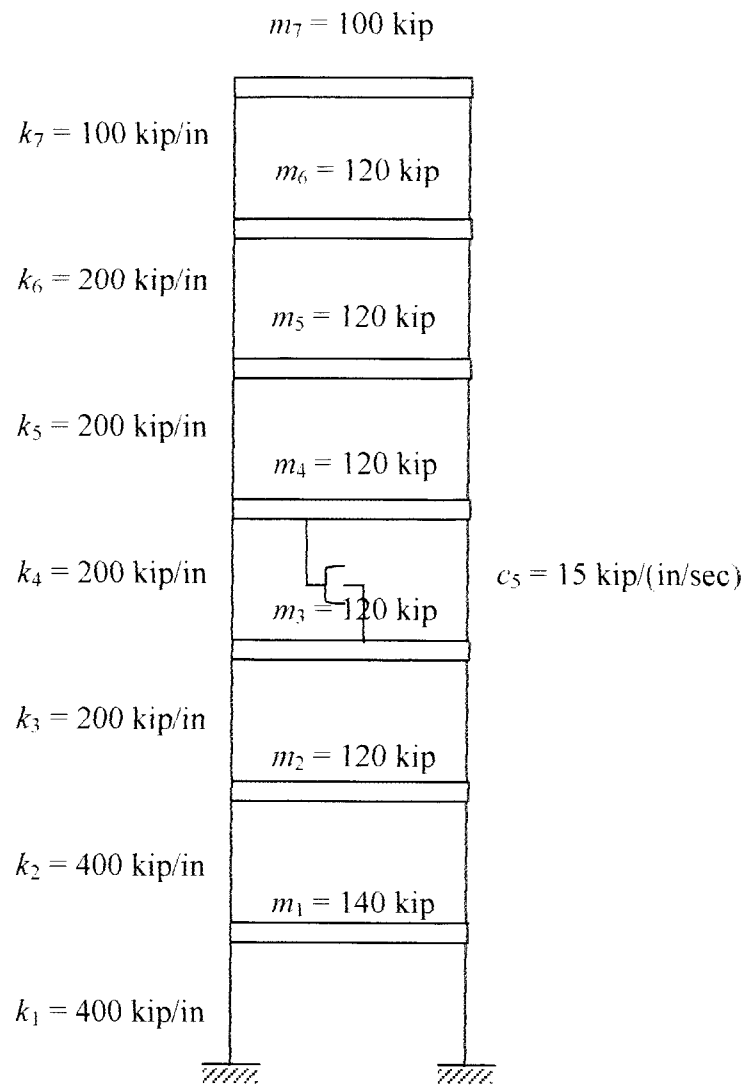 m₇ = 100 kip
k₇ = 100 kip/in
m₆ = 120 kip
k₆ = 200 kip/in
m₅ = 120 kip
k₅ = 200 kip/in
m₄ = 120 kip
k₄ = 200 kip/in
c₅ = 15 kip/(in/sec)
m₃ = 120 kip
k₃ = 200 kip/in
m₂ = 120 kip
k₂ = 400 kip/in
m₁ = 140 kip
k₁ = 400 kip/in